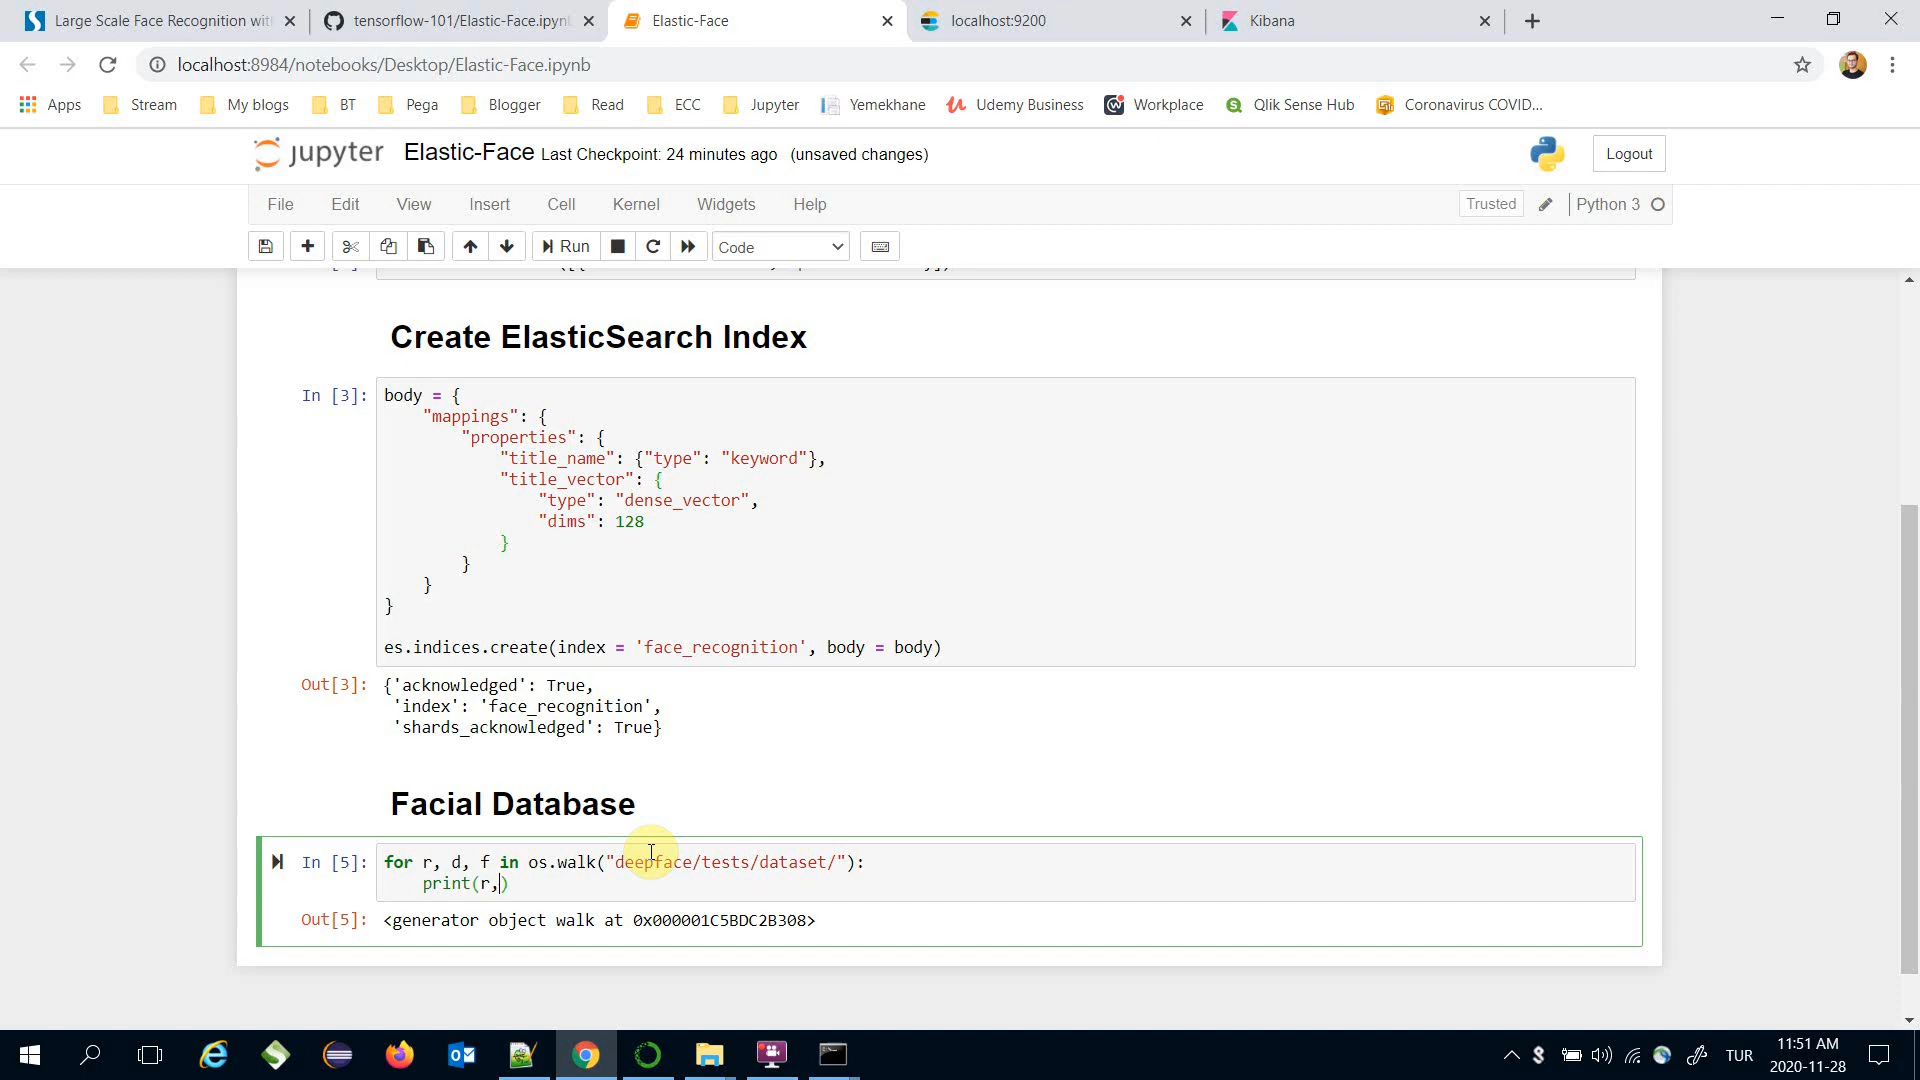 Large Scale Face Recognition wit
tensorflow-101/Elastic-Face.ipyn
Elastic-Face
localhost:9200
Kibana
localhost:8984/notebooks/Desktop/Elastic-Face.ipynb
Apps Stream My blogs BT Pega Blogger Read ECC Jupyter Yemekhane Udemy Business Workplace Qlik Sense Hub Coronavirus COVID...
jupyter Elastic-Face Last Checkpoint: 24 minutes ago (unsaved changes) Logout
File Edit View Insert Cell Kernel Widgets Help Trusted Python 3
Run Code
Create ElasticSearch Index
In [3]: body = {
"mappings": {
"properties": {
"title_name": {"type": "keyword"},
"title_vector": {
"type": "dense_vector",
"dims": 128
}
}
}
}
es.indices.create(index = 'face_recognition', body = body)
Out[3]: {'acknowledged': True,
'index': 'face_recognition',
'shards_acknowledged': True}
Facial Database
In [5]: for r, d, f in os.walk("deepface/tests/dataset/"):
print(r,)
Out[5]: <generator object walk at 0x000001C5BDC2B308>
TUR
11:51 AM
2020-11-28